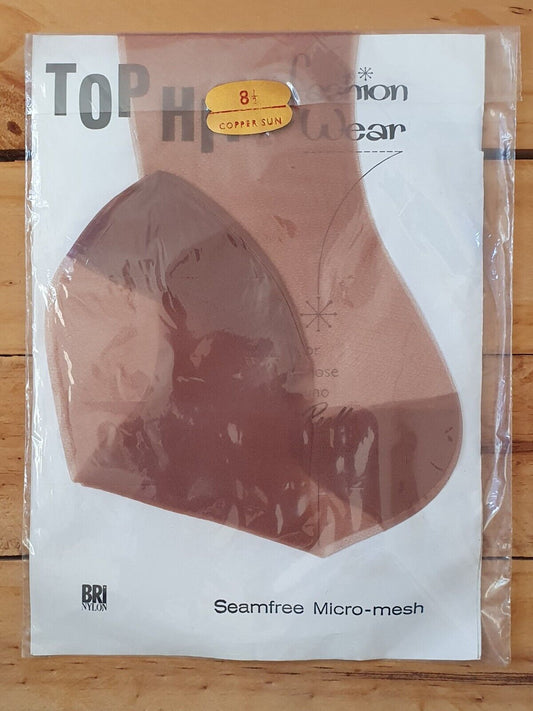 TOP
Fashion
Wear
8½
COPPER SUN
BRI
NYLON
Seamfree Micro-mesh